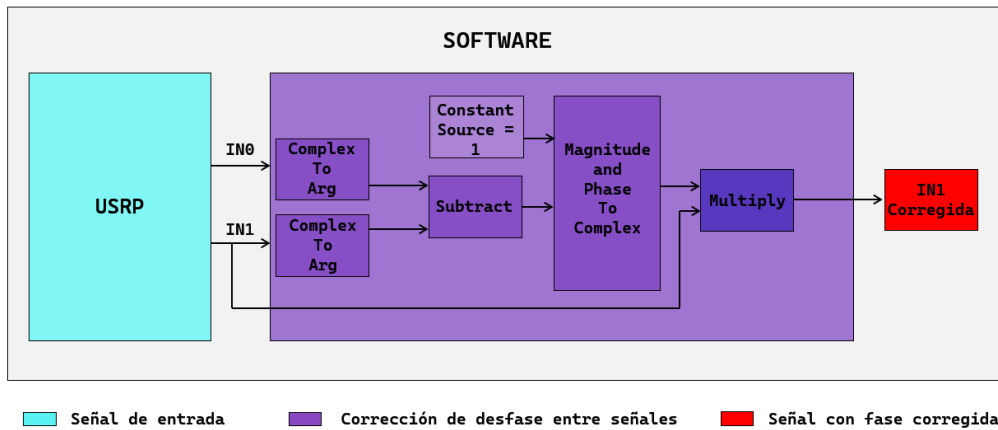 SOFTWARE
USRP
IN0
IN1
Complex
To
Arg
Complex
To
Arg
Constant
Source =
1
Subtract
Magnitude
and
Phase
To
Complex
Multiply
IN1
Corregida
Señal de entrada
Corrección de desfase entre señales
Señal con fase corregida